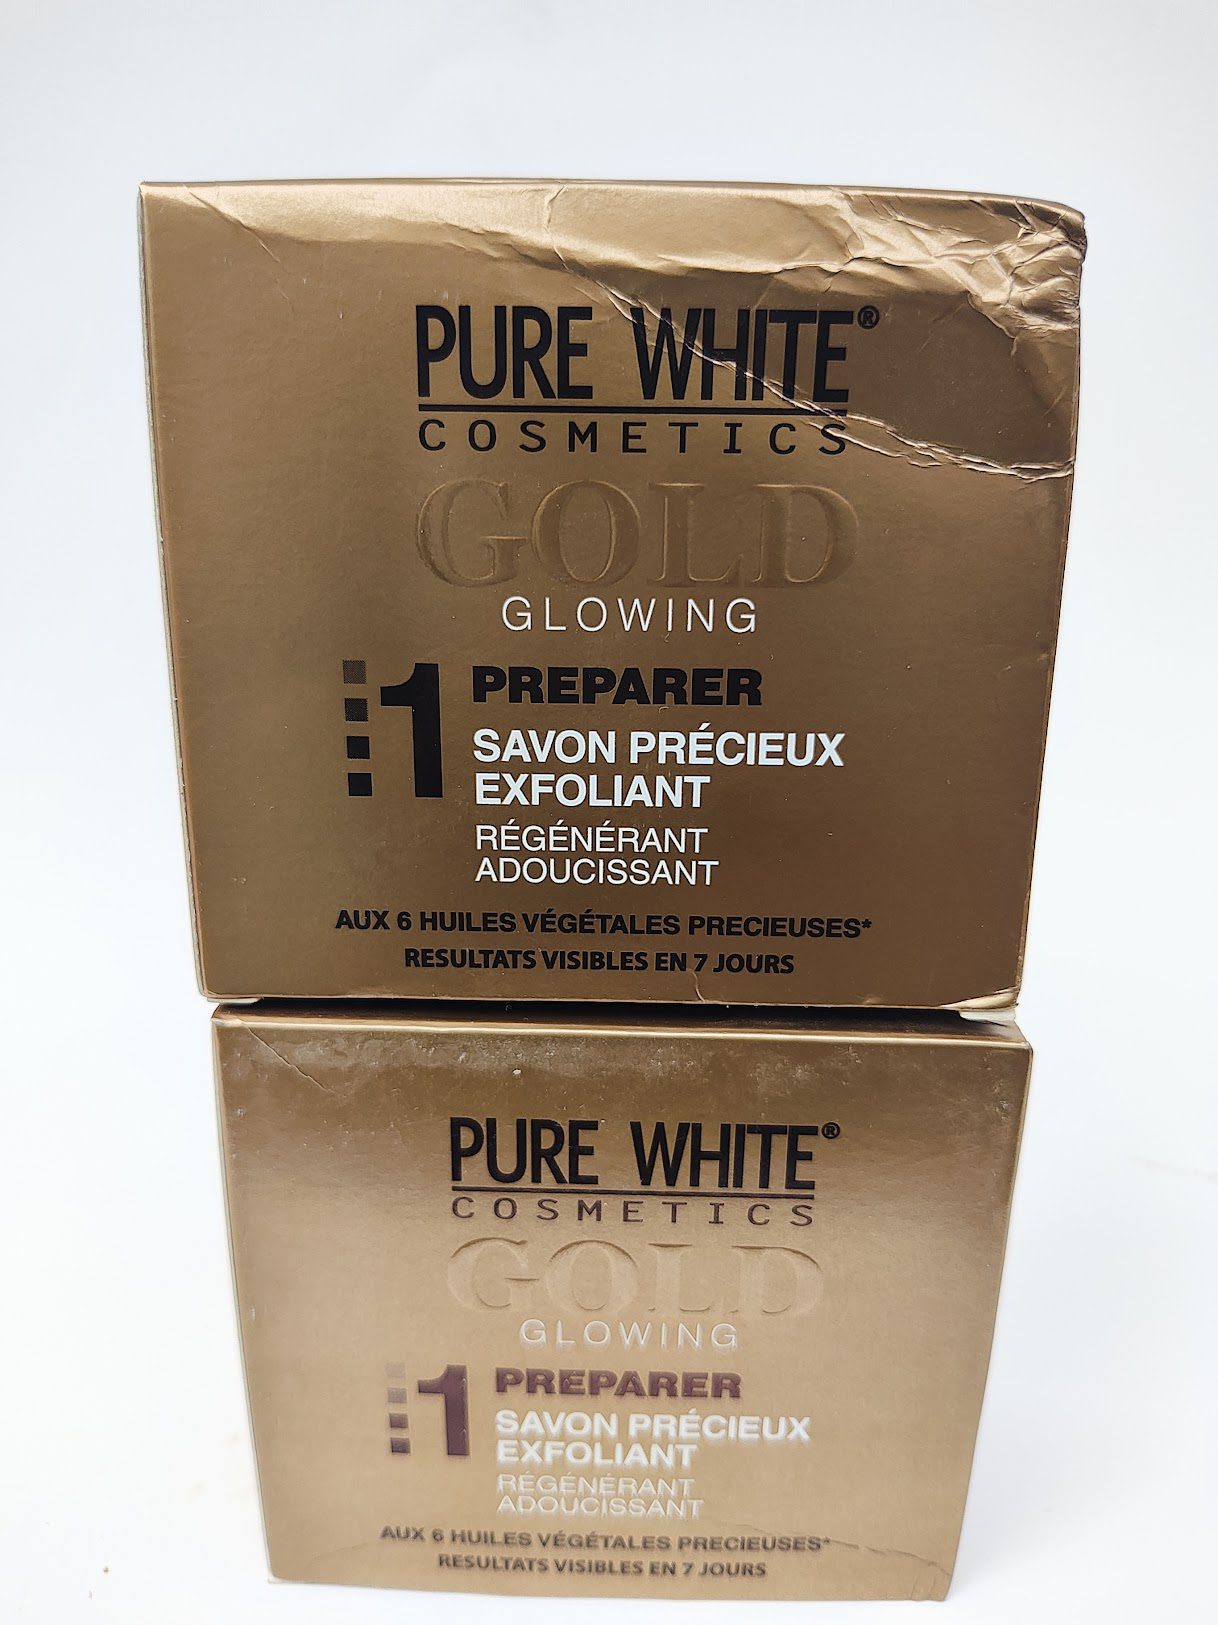 PURE WHITE®
COSMETICS
GOLD
GLOWING
1 PREPARER
SAVON PRÉCIEUX
EXFOLIANT
RÉGÉNÉRANT
ADOUCISSANT
AUX 6 HUILES VÉGÉTALES PRECIEUSES*
RESULTATS VISIBLES EN 7 JOURS
PURE WHITE®
COSMETICS
GOLD
GLOWING
1 PREPARER
SAVON PRÉCIEUX
EXFOLIANT
RÉGÉNÉRANT
ADOUCISSANT
AUX 6 HUILES VÉGÉTALES PRECIEUSES*
RESULTATS VISIBLES EN 7 JOURS